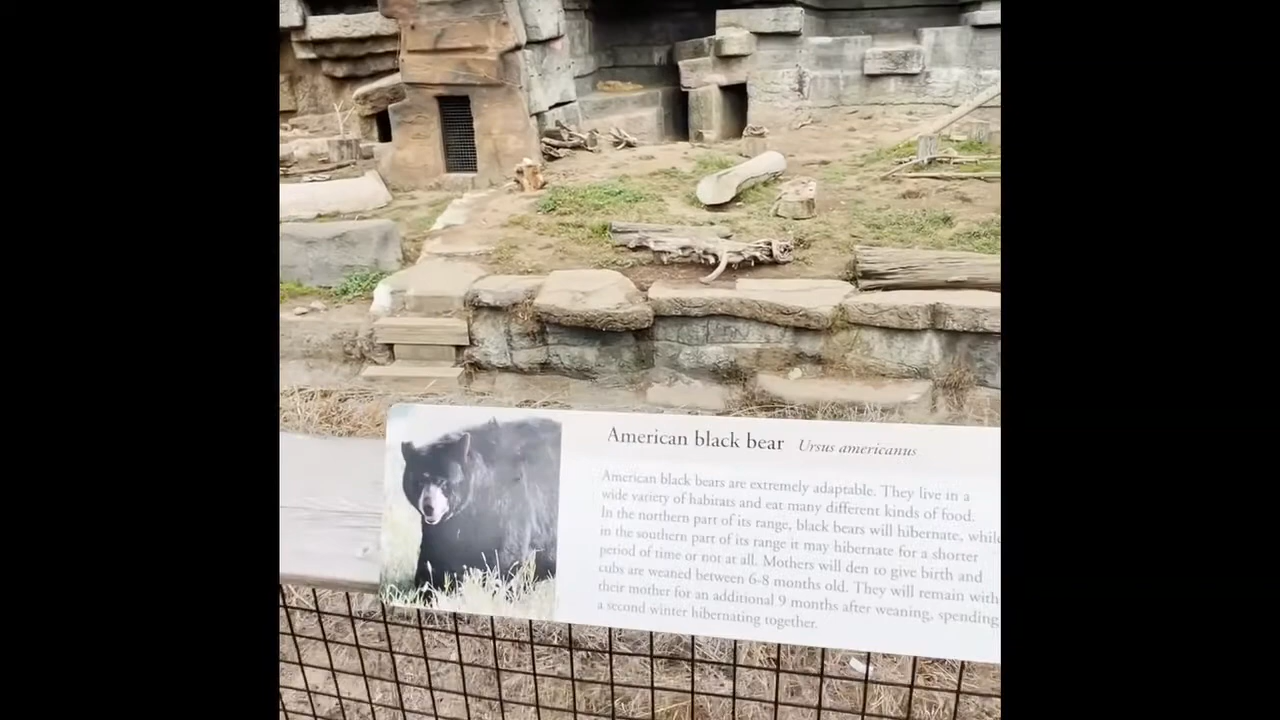 American black bear Ursus americanus
American black bears are extremely adaptable. They live in a
wide variety of habitats and eat many different kinds of food.
In the northern part of its range, black bears will hibernate, while
in the southern part of its range it may hibernate for a shorter
period of time or not at all. Mothers will den to give birth and
cubs are weaned between 6-8 months old. They will remain with
their mother for an additional 9 months after weaning, spending
a second winter hibernating together.